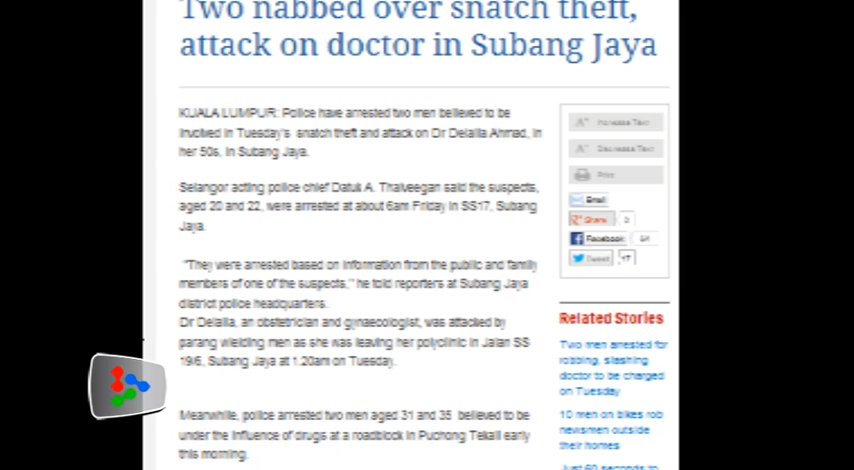 Two nabbed over snatch theft,
attack on doctor in Subang Jaya
KUALA LUMPUR: Police have arrested two men believed to be
involved in Tuesday's snatch theft and attack on Dr Delaila Ahmad, in
her 50s, in Subang Jaya.
Selangor acting police chief Datuk A. Thaiveegan said the suspects,
aged 20 and 22, were arrested at about 6am Friday in SS17, Subang
Jaya.
"They were arrested based on information from the public and family
members of one of the suspects," he told reporters at Subang Jaya
district police headquarters.
Dr Delaila, an obstetrician and gynaecologist, was attacked by
parang wielding men as she was leaving her polyclinic in Jalan SS
19/6, Subang Jaya at 1.20am on Tuesday.
Meanwhile, police arrested two men aged 31 and 35 believed to be
under the influence of drugs at a roadblock in Puchong Tekali early
this morning.
A+ Increase Text
A- Decrease Text
Print
Email
Share
Facebook
Tweet
Related Stories
Two men arrested for
robbing, slashing
doctor to be charged
on Tuesday
10 men on bikes rob
newsmen outside
their homes
Just 60 seconds to